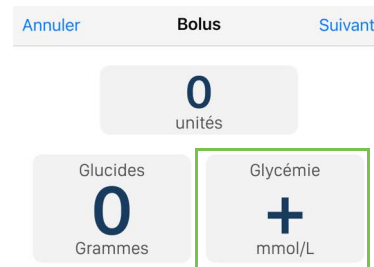 Annuler Bolus Suivant
0
unités
Glucides Glycémie
0 +
Grammes mmol/L